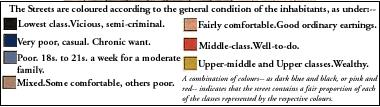 The Streets are coloured according to the general condition of the inhabitants, as under:--
Lowest class.Vicious, semi-criminal.
Very poor, casual. Chronic want.
Poor. 18s. to 21s. a week for a moderate
family.
Mixed.Some comfortable, others poor.
Fairly comfortable.Good ordinary earnings.
Middle-class.Well-to-do.
Upper-middle and Upper classes.Wealthy.
A combination of colours-- as dark blue and black, or pink and
red-- indicates that the street contains a fair proportion of each
of the classes represented by the respective colours.